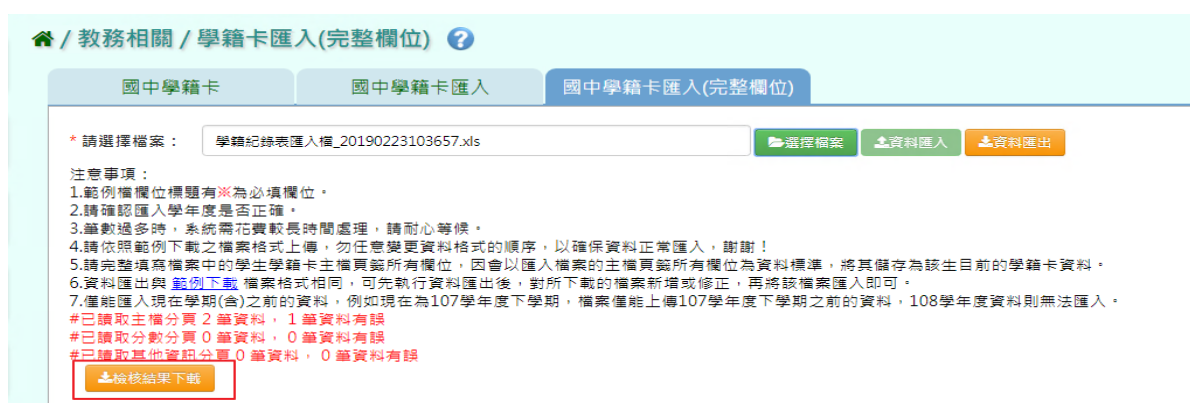 / 教務相關 / 學籍卡匯入(完整欄位) ?
國中學籍卡 國中學籍卡匯入 國中學籍卡匯入(完整欄位)
* 請選擇檔案： 學籍紀錄表匯入檔_20190223103657.xls 選擇檔案 資料匯入 資料匯出
注意事項：
1.範例檔欄位標題有※為必填欄位。
2.請確認匯入學年度是否正確。
3.筆數過多時，系統需花費較長時間處理，請耐心等候。
4.請依照範例下載之檔案格式上傳，勿任意變更資料格式的順序，以確保資料正常匯入，謝謝！
5.請完整填寫檔案中的學生學籍卡主檔頁籤所有欄位，因會以匯入檔案的主檔頁籤所有欄位為資料標準，將其儲存為該生目前的學籍卡資料。
6.資料匯出與 範例下載 檔案格式相同，可先執行資料匯出後，對所下載的檔案新增或修正，再將該檔案匯入即可。
7.僅能匯入現在學期(含)之前的資料，例如現在為107學年度下學期，檔案僅能上傳107學年度下學期之前的資料，108學年度資料則無法匯入。
#已讀取主檔分頁 2 筆資料， 1 筆資料有誤
#已讀取分數分頁 0 筆資料， 0 筆資料有誤
#已讀取其他資訊分頁 0 筆資料， 0 筆資料有誤
檢核結果下載